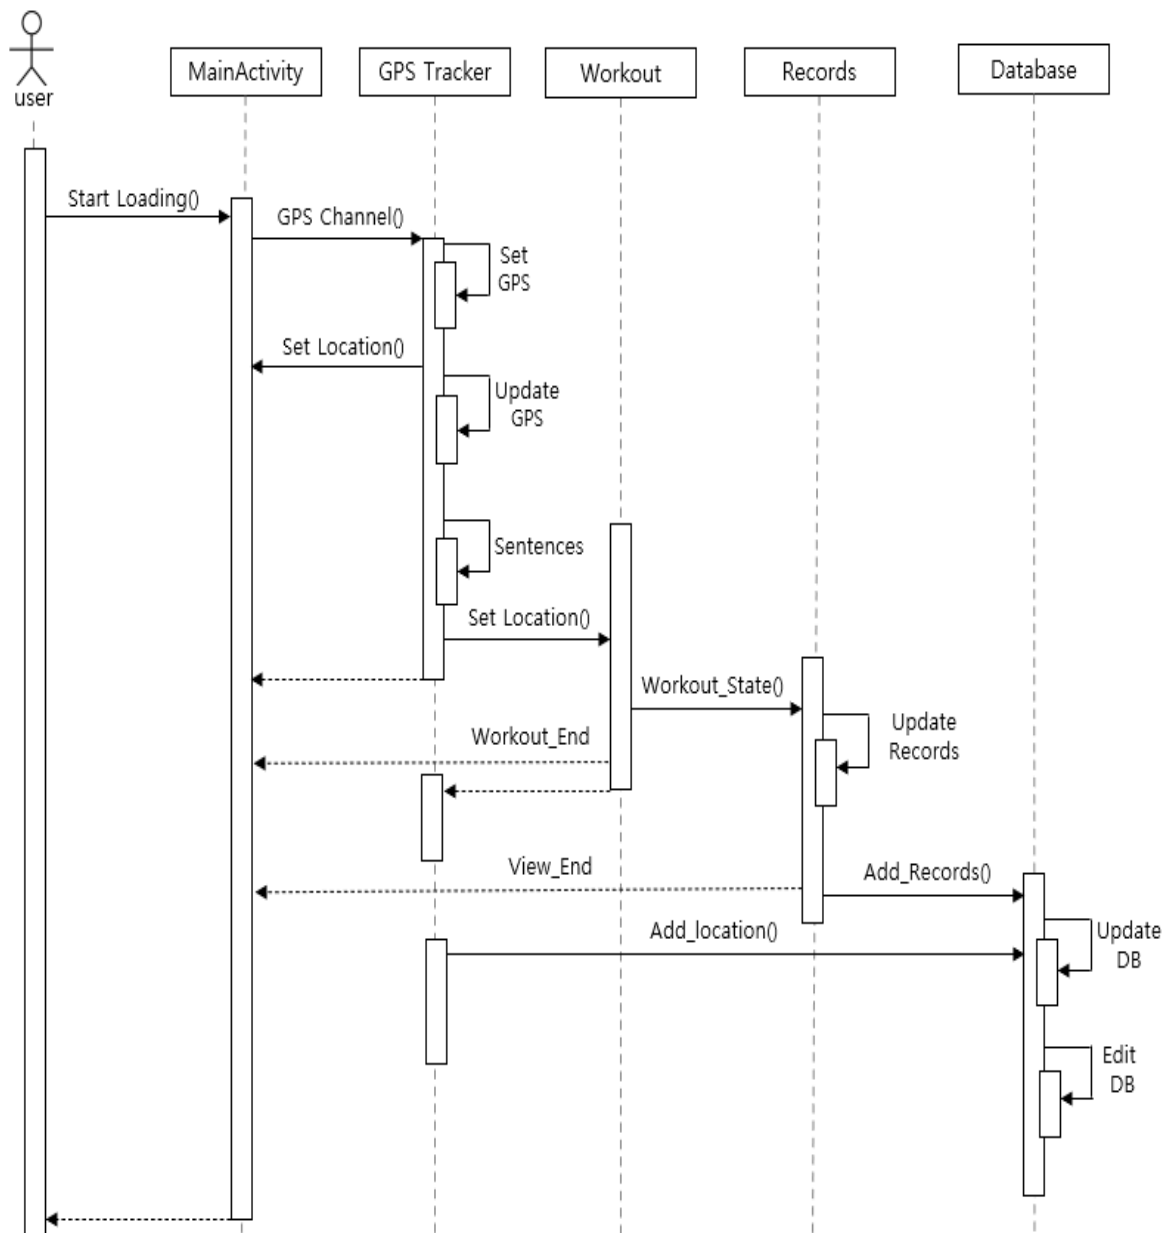 user
MainActivity
GPS Tracker
Workout
Records
Database
Start Loading()
GPS Channel()
Set
GPS
Set Location()
Update
GPS
Sentences
Set Location()
Workout_State()
Update
Records
Workout_End
View_End
Add_Records()
Add_location()
Update
DB
Edit
DB